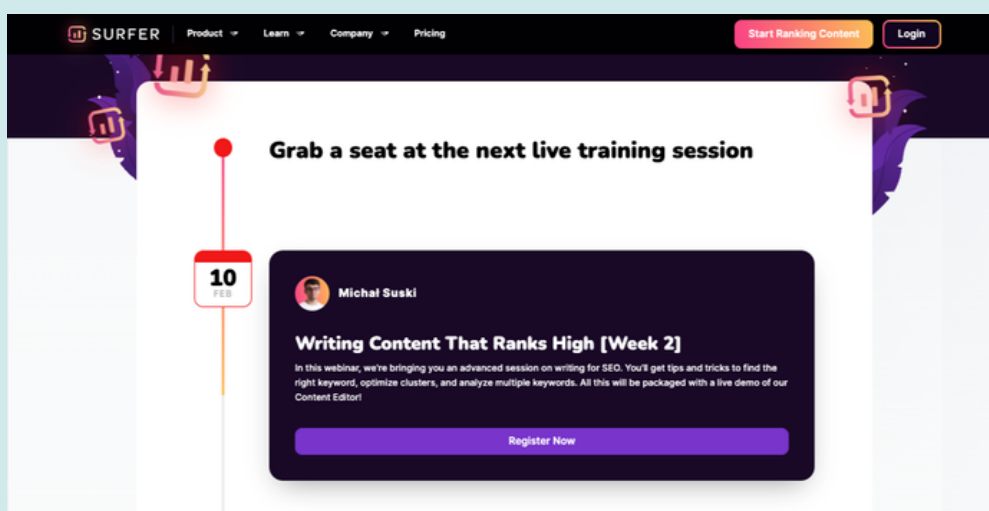 SURFER Product Learn Company Pricing Start Ranking Content Login
Grab a seat at the next live training session
10
FEB
Michał Suski
Writing Content That Ranks High [Week 2]
In this webinar, we're bringing you an advanced session on writing for SEO. You'll get tips and tricks to find the
right keyword, optimize clusters, and analyze multiple keywords. All this will be packaged with a live demo of our
Content Editor!
Register Now